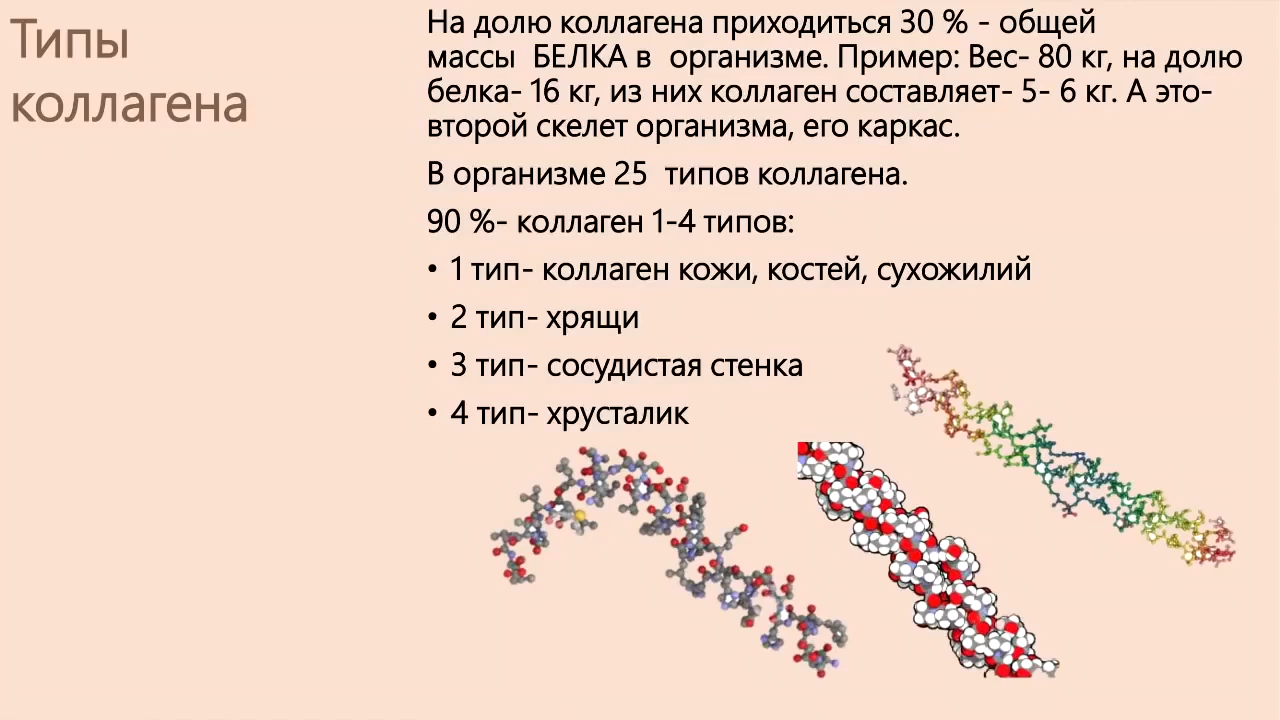 Типы
коллагена
На долю коллагена приходиться 30 % - общей
массы  БЕЛКА в  организме. Пример: Вес- 80 кг, на долю
белка- 16 кг, из них коллаген составляет- 5- 6 кг. А это-
второй скелет организма, его каркас.
В организме 25  типов коллагена.
90 %- коллаген 1-4 типов:
• 1 тип- коллаген кожи, костей, сухожилий
• 2 тип- хрящи
• 3 тип- сосудистая стенка
• 4 тип- хрусталик